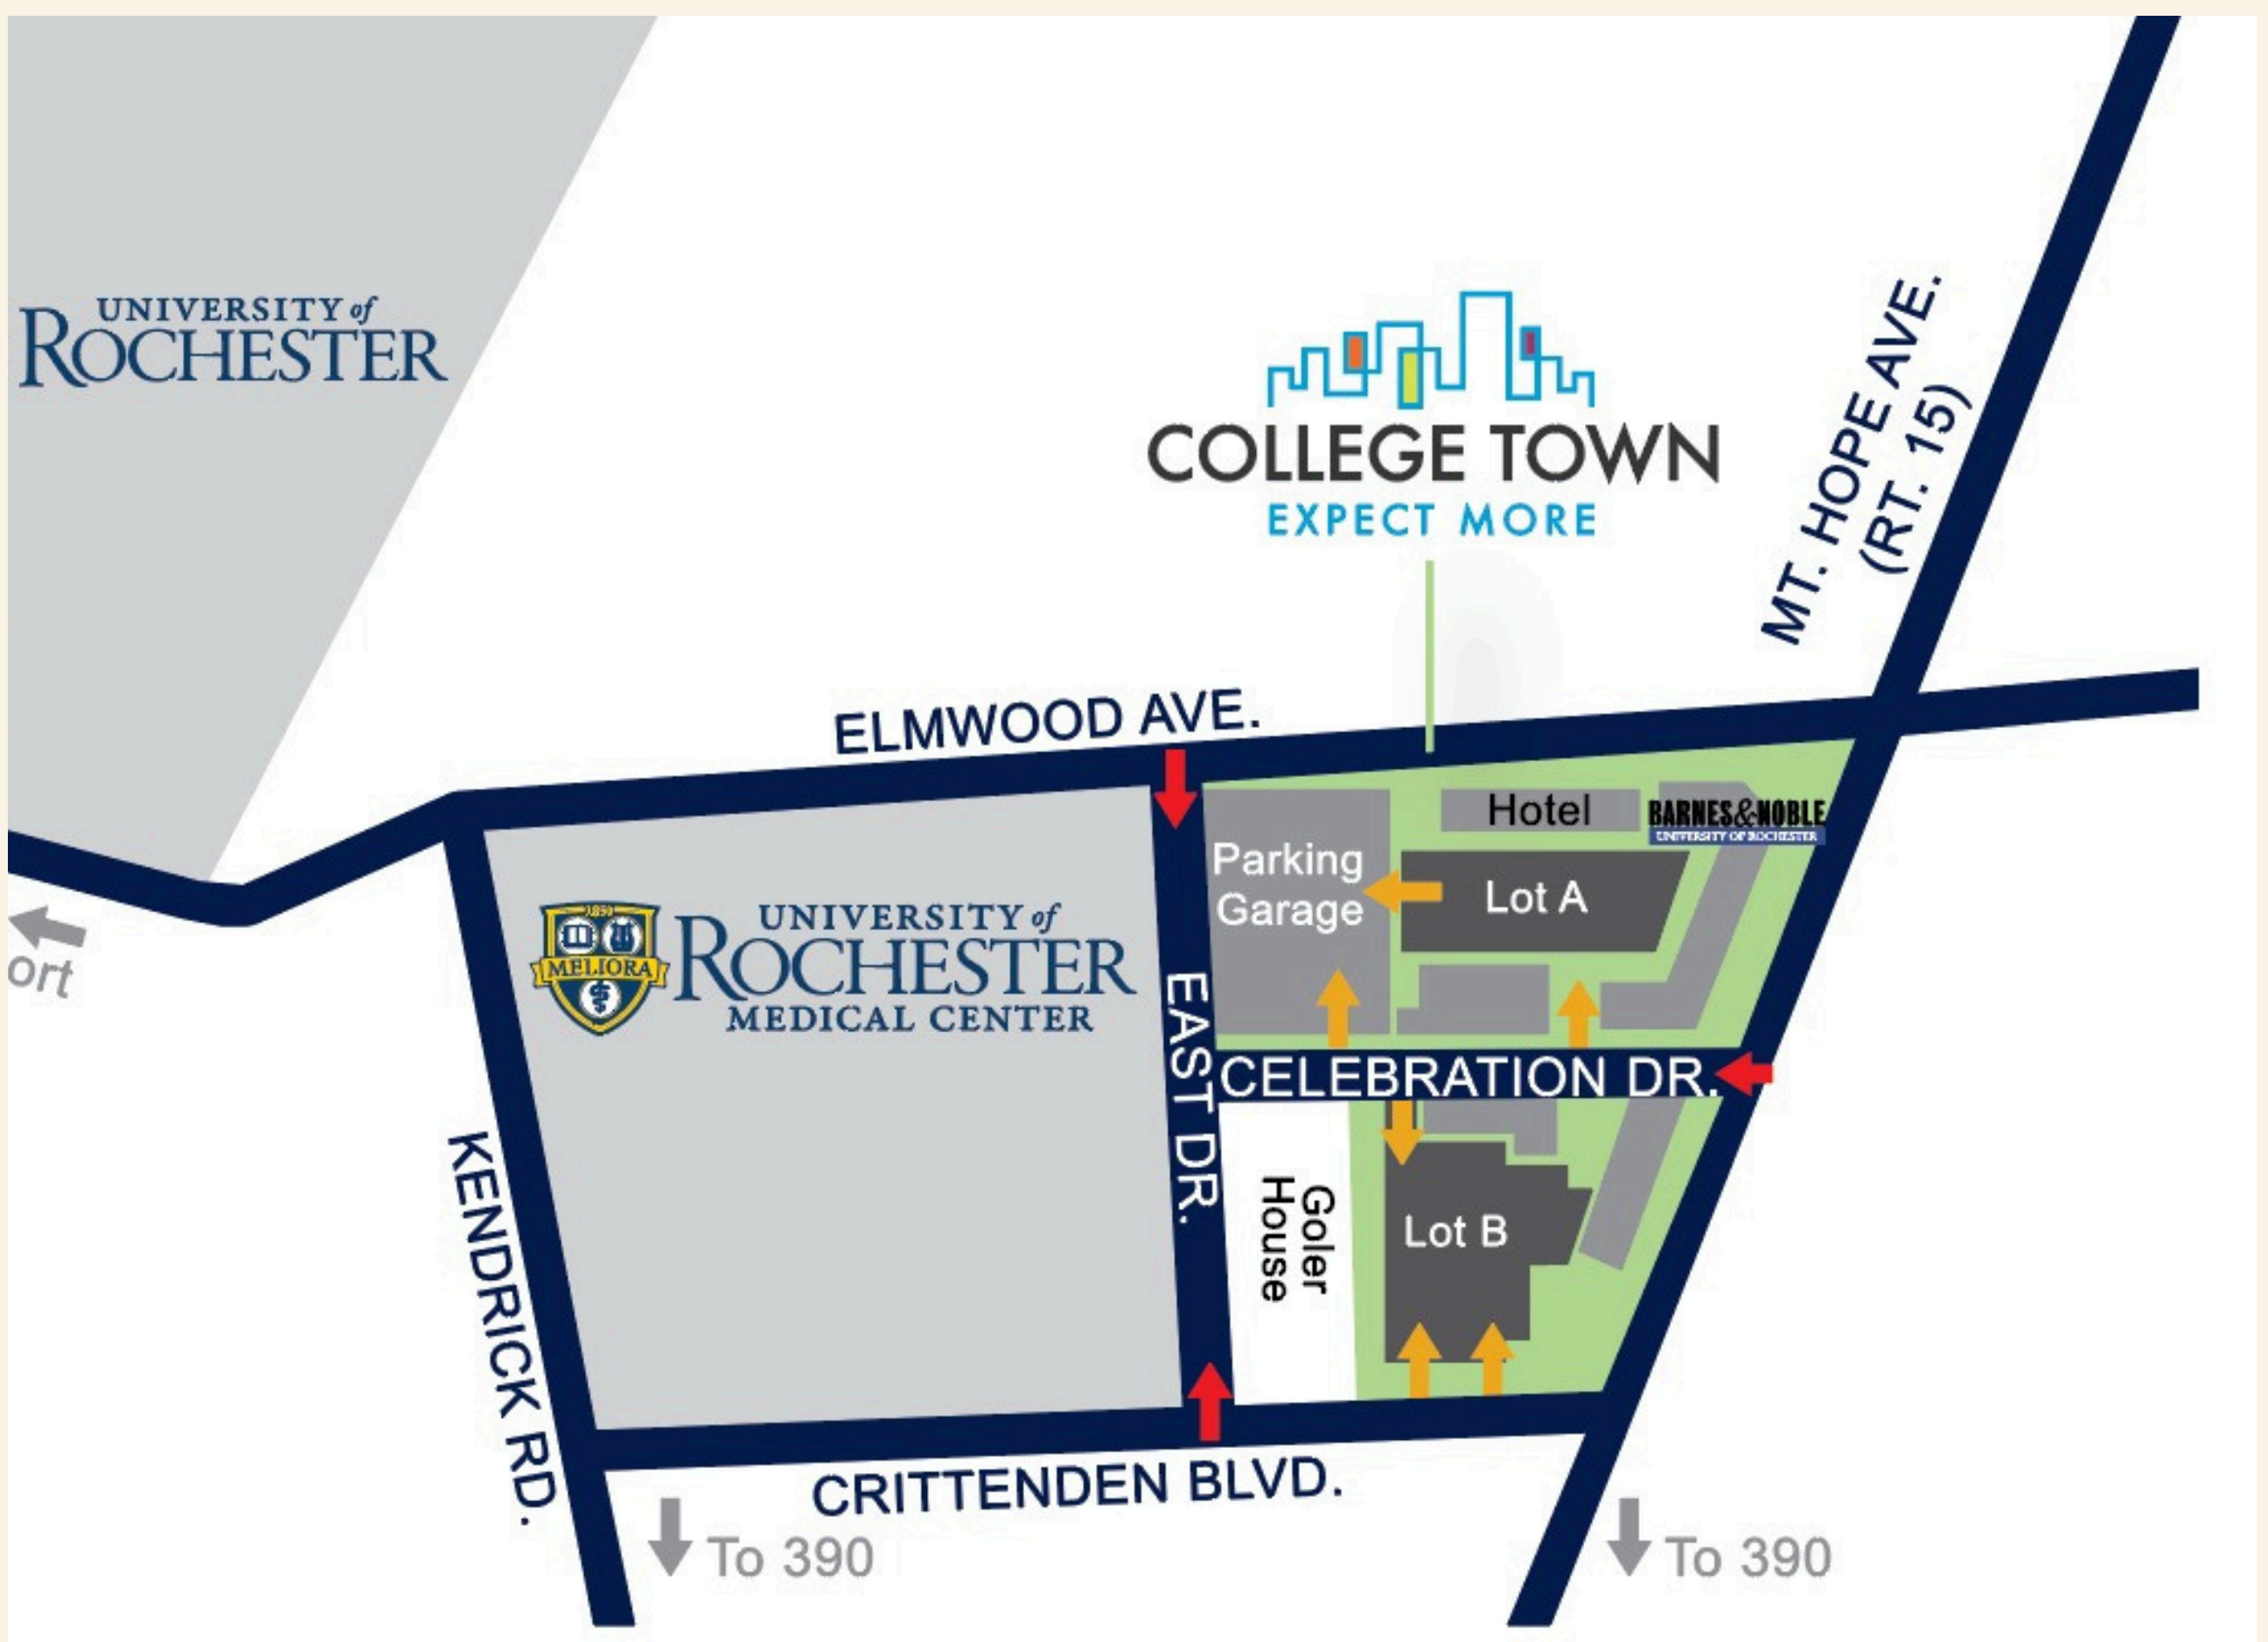 UNIVERSITY of
ROCHESTER
COLLEGE TOWN
EXPECT MORE
MT. HOPE AVE.
(RT. 15)
ELMWOOD AVE.
Hotel
BARNES&NOBLE
UNIVERSITY OF ROCHESTER
Parking
Garage
Lot A
ort
1850
MELIORA
UNIVERSITY of
ROCHESTER
MEDICAL CENTER
EAST DR.
CELEBRATION DR.
KENDRICK RD.
Goler
House
Lot B
CRITTENDEN BLVD.
To 390
To 390